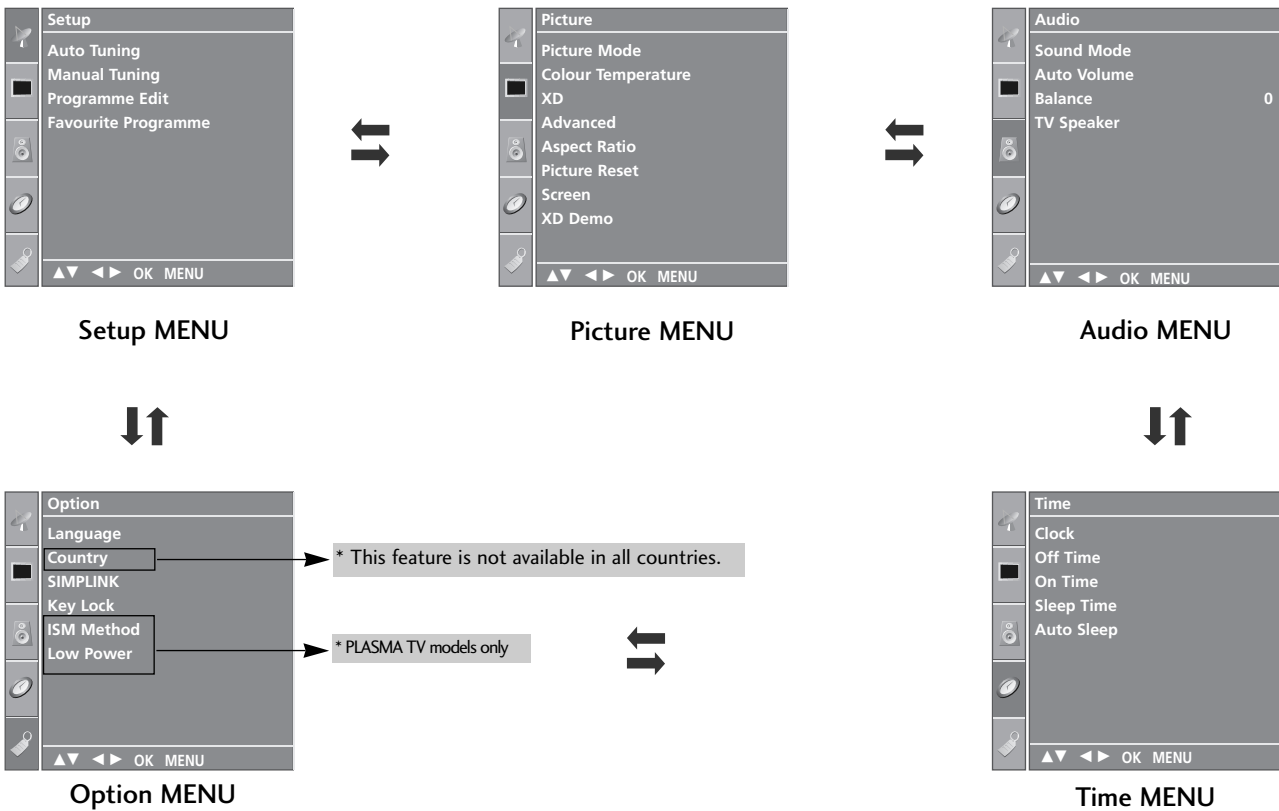 Setup
Auto Tuning
Manual Tuning
Programme Edit
Favourite Programme
▲▼ ◄► OK MENU
Setup MENU
Picture
Picture Mode
Colour Temperature
XD
Advanced
Aspect Ratio
Picture Reset
Screen
XD Demo
▲▼ ◄► OK MENU
Picture MENU
Audio
Sound Mode
Auto Volume
Balance 0
TV Speaker
▲▼ ◄► OK MENU
Audio MENU
Option
Language
Country
* This feature is not available in all countries.
SIMPLINK
Key Lock
ISM Method
Low Power
* PLASMA TV models only
▲▼ ◄► OK MENU
Option MENU
Time
Clock
Off Time
On Time
Sleep Time
Auto Sleep
▲▼ ◄► OK MENU
Time MENU